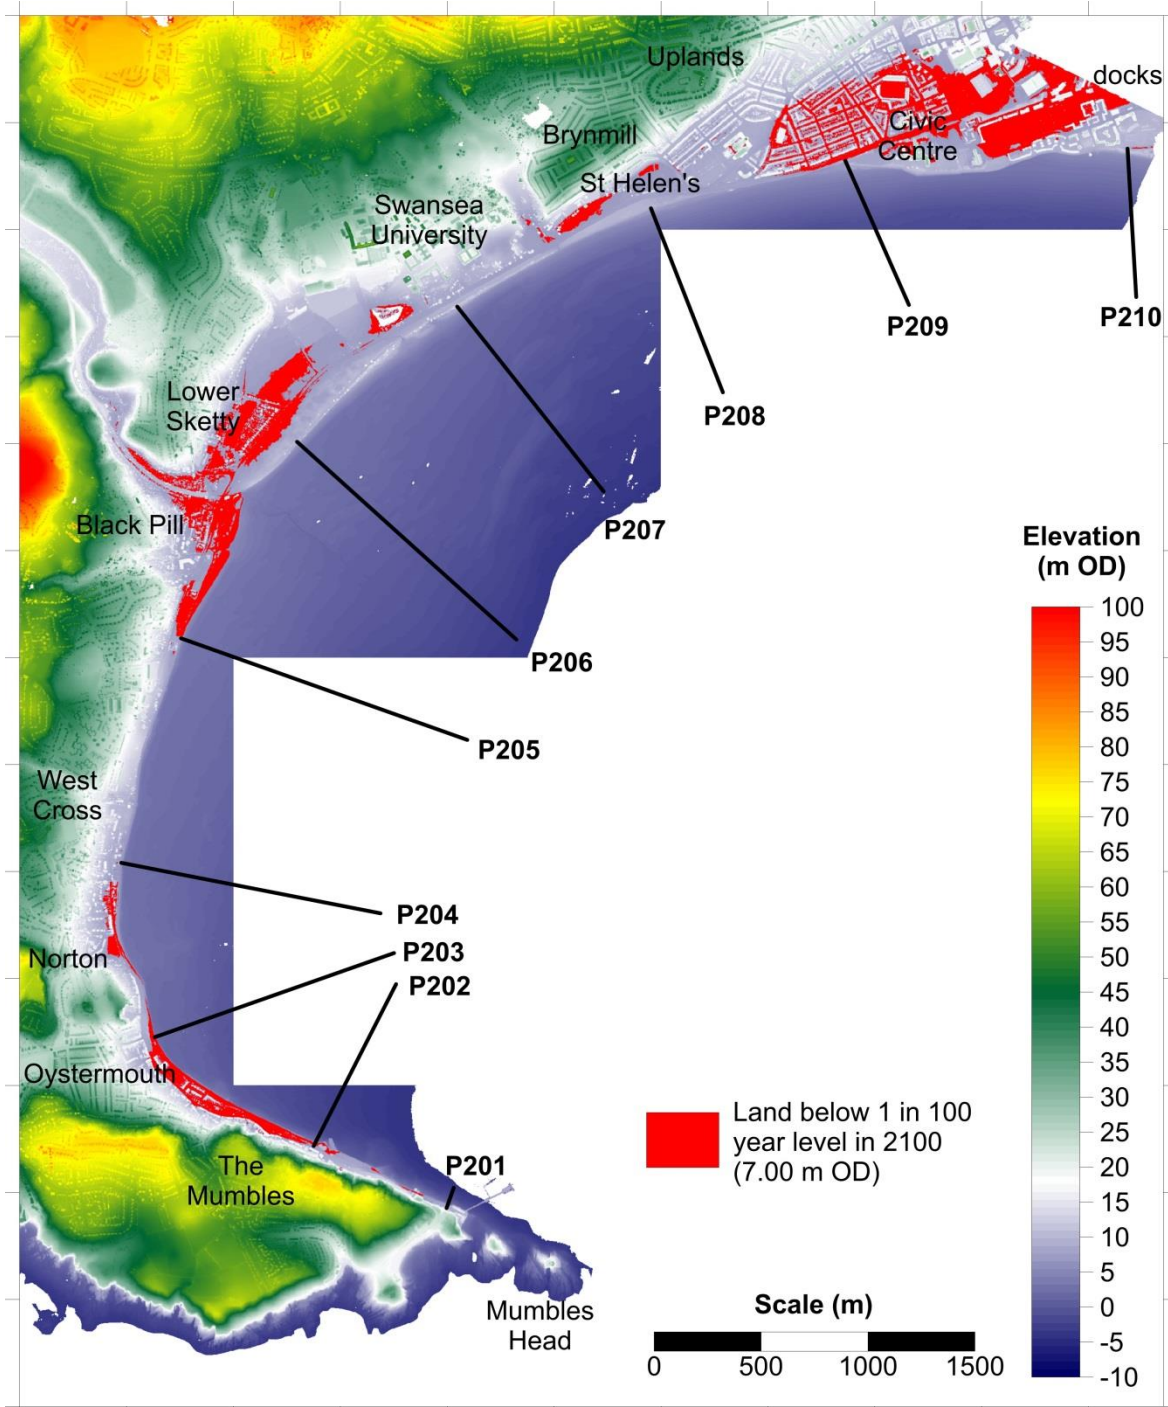 Uplands
docks
Brynmill
Civic
Centre
St Helen's
Swansea
University
P210
P209
Lower
Sketty
P208
Black Pill
P207
Elevation
(m OD)
100
95
90
85
80
75
70
65
60
55
50
45
40
35
30
25
20
15
10
5
0
-5
-10
P206
P205
West
Cross
P204
P203
Norton
P202
Oystermouth
Land below 1 in 100
year level in 2100
(7.00 m OD)
The
Mumbles
P201
Mumbles
Head
Scale (m)
0 500 1000 1500